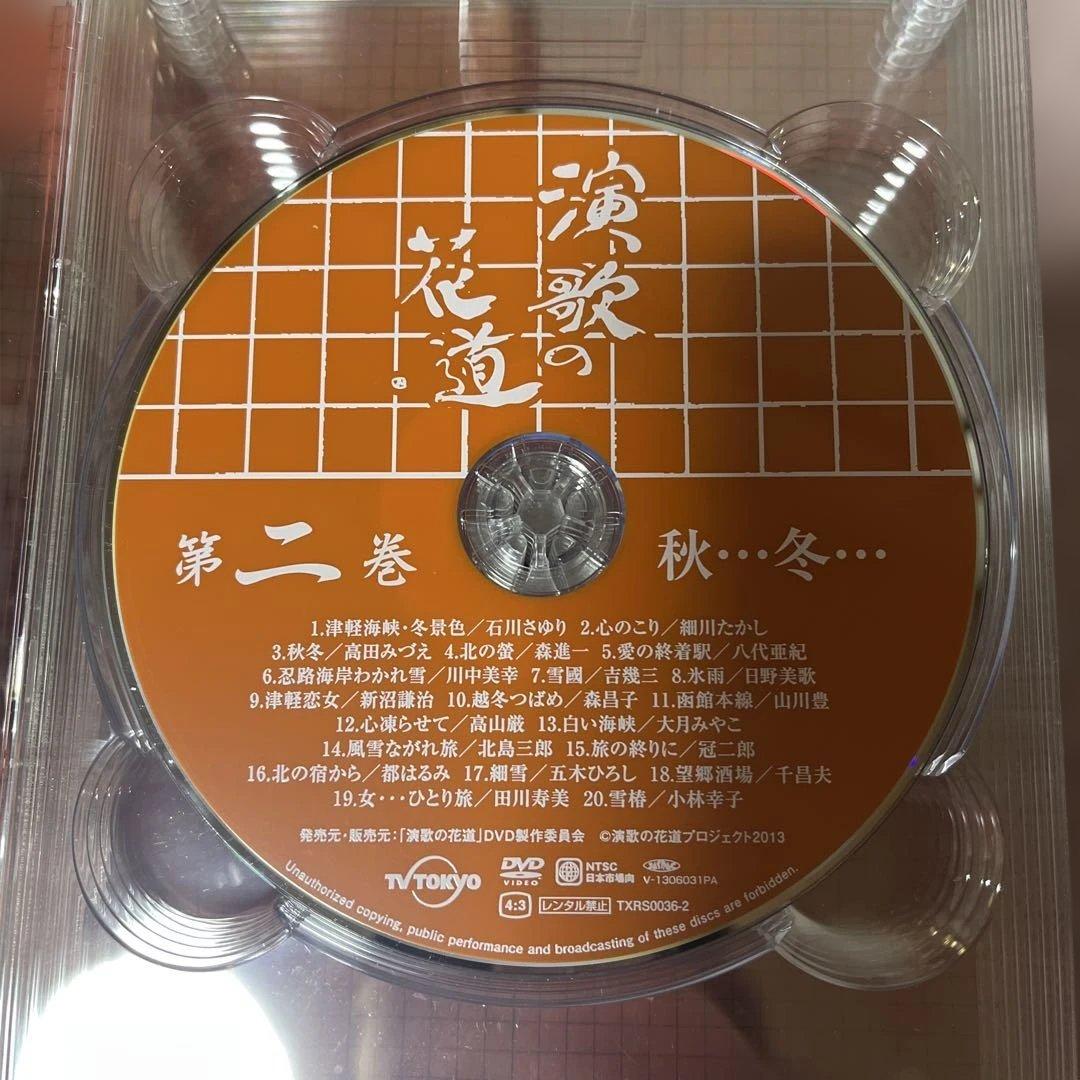 演歌の
花道
第二巻 秋…冬…
1.津軽海峡・冬景色／石川さゆり 2.心のこり／細川たかし
3.秋冬／高田みづえ 4.北の螢／森進一 5.愛の終着駅／八代亜紀
6.忍路海岸わかれ雪／川中美幸 7.雪國／吉幾三 8.氷雨／日野美歌
9.津軽恋女／新沼謙治 10.越冬つばめ／森昌子 11.函館本線／山川豊
12.心凍らせて／高山厳 13.白い海峡／大月みやこ
14.風雪ながれ旅／北島三郎 15.旅の終りに／冠二郎
16.北の宿から／都はるみ 17.細雪／五木ひろし 18.望郷酒場／千昌夫
19.女･･･ひとり旅／田川寿美 20.雪椿／小林幸子
発売元・販売元：「演歌の花道」DVD製作委員会 ©演歌の花道プロジェクト2013
TV TOKYO DVD VIDEO NTSC 日本市場向 V-1306031PA
4:3 レンタル禁止 TXRS0036-2
Unauthorized copying, public performance and broadcasting of these discs are forbidden.